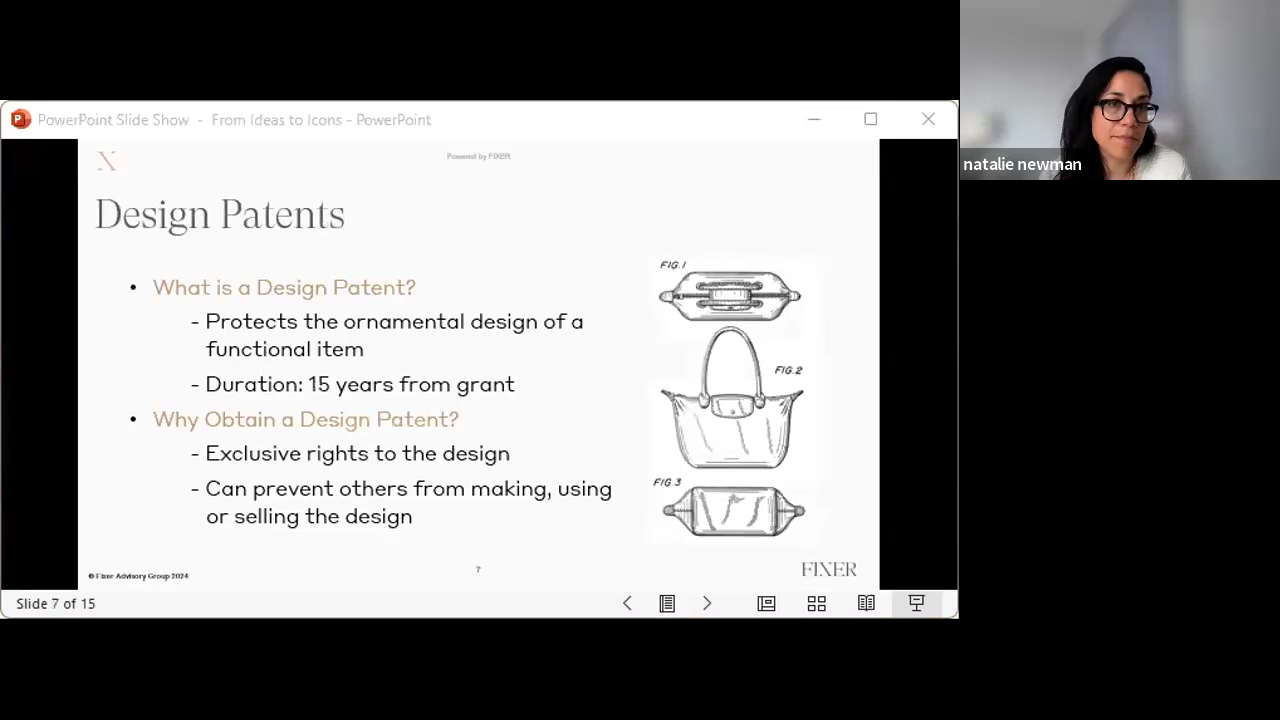 PowerPoint Slide Show - From Ideas to Icons - PowerPoint
natalie newman
X
Powered by FIXER
Design Patents
• What is a Design Patent?
- Protects the ornamental design of a
functional item
- Duration: 15 years from grant
• Why Obtain a Design Patent?
- Exclusive rights to the design
- Can prevent others from making, using
or selling the design
FIG.1
FIG.2
FIG.3
© Fixer Advisory Group 2024
7
FIXER
Slide 7 of 15